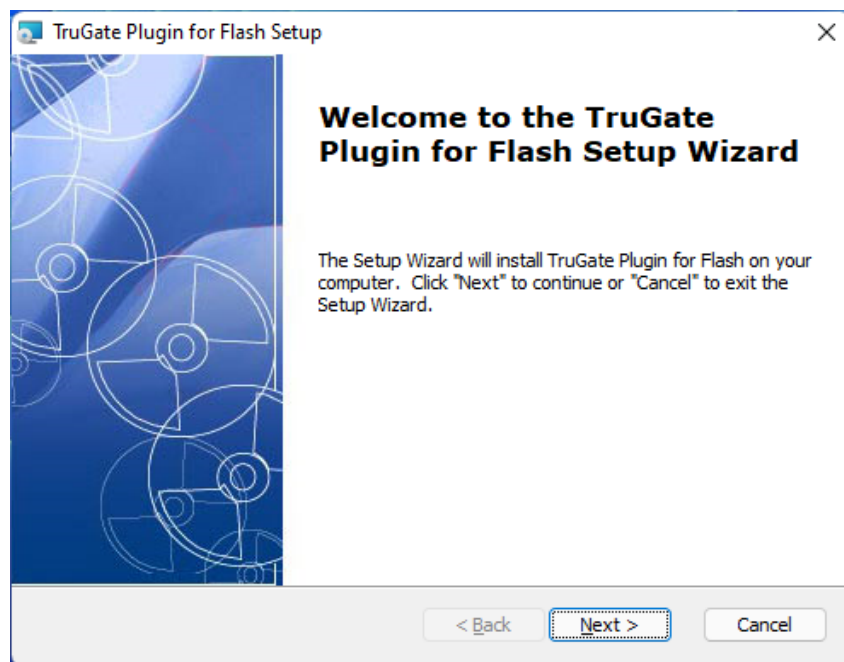 TruGate Plugin for Flash Setup
Welcome to the TruGate
Plugin for Flash Setup Wizard
The Setup Wizard will install TruGate Plugin for Flash on your
computer. Click "Next" to continue or "Cancel" to exit the
Setup Wizard.
< Back Next > Cancel